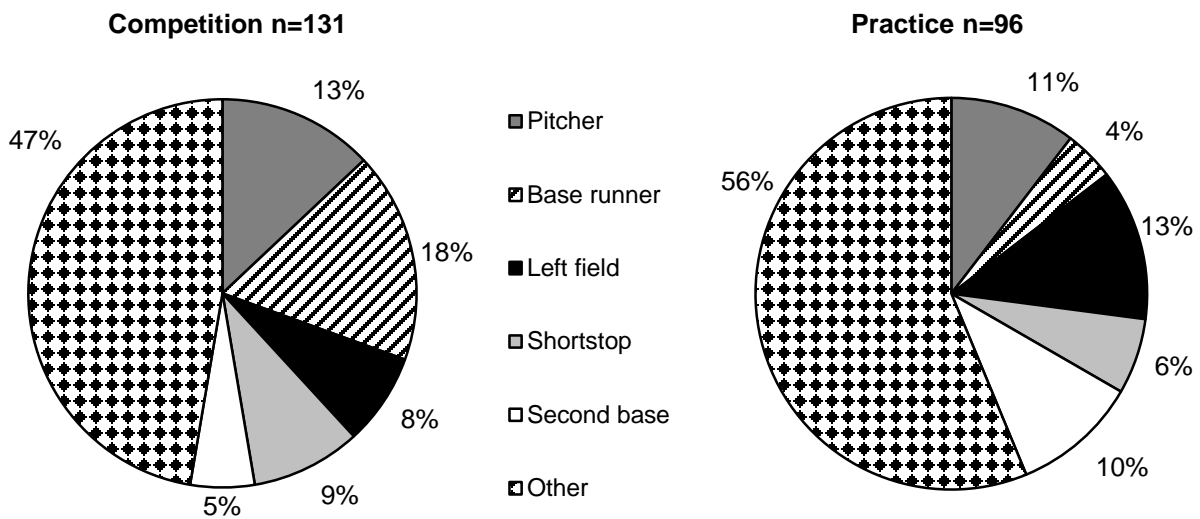 Competition n=131
13%
18%
8%
9%
5%
47%
Pitcher
Base runner
Left field
Shortstop
Second base
Other
Practice n=96
11%
4%
13%
6%
10%
56%